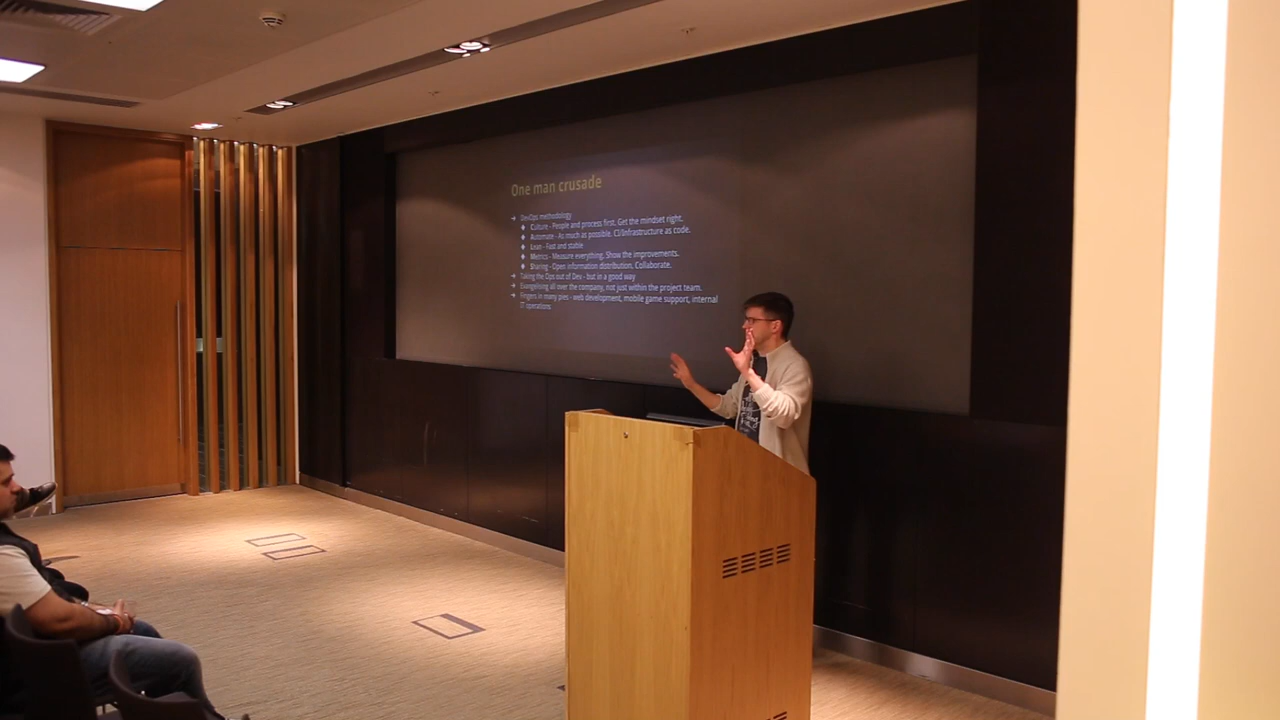 One man crusade
➔ DevOps methodology
◆ Culture - People and process first. Get the mindset right.
◆ Automate - As much as possible. CI/Infrastructure as code.
◆ Lean - Fast and stable
◆ Metrics - Measure everything. Show the improvements.
◆ Sharing - Open information distribution. Collaborate.
➔ Taking the Ops out of Dev - but in a good way
➔ Evangelising all over the company, not just within the project team.
➔ Fingers in many pies - web development, mobile game support, internal
IT operations